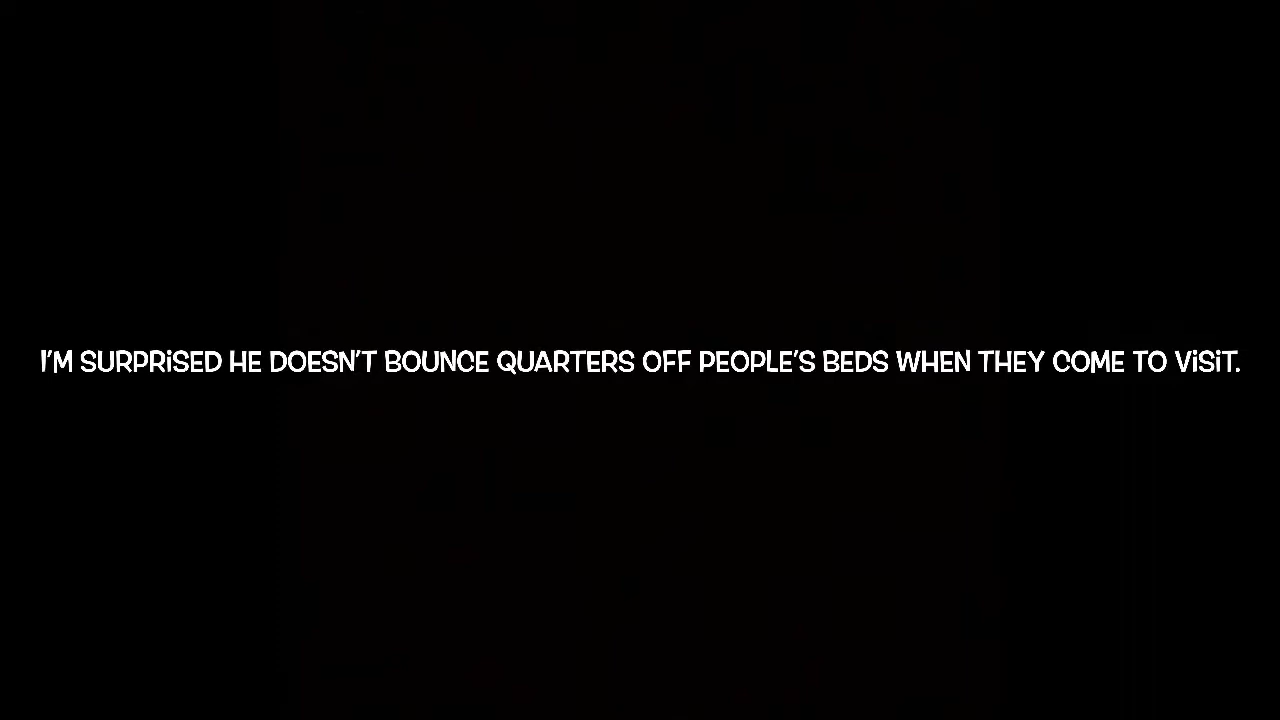 I'M SURPRISED HE DOESN'T BOUNCE QUARTERS OFF PEOPLE'S BEDS WHEN THEY COME TO VISIT.